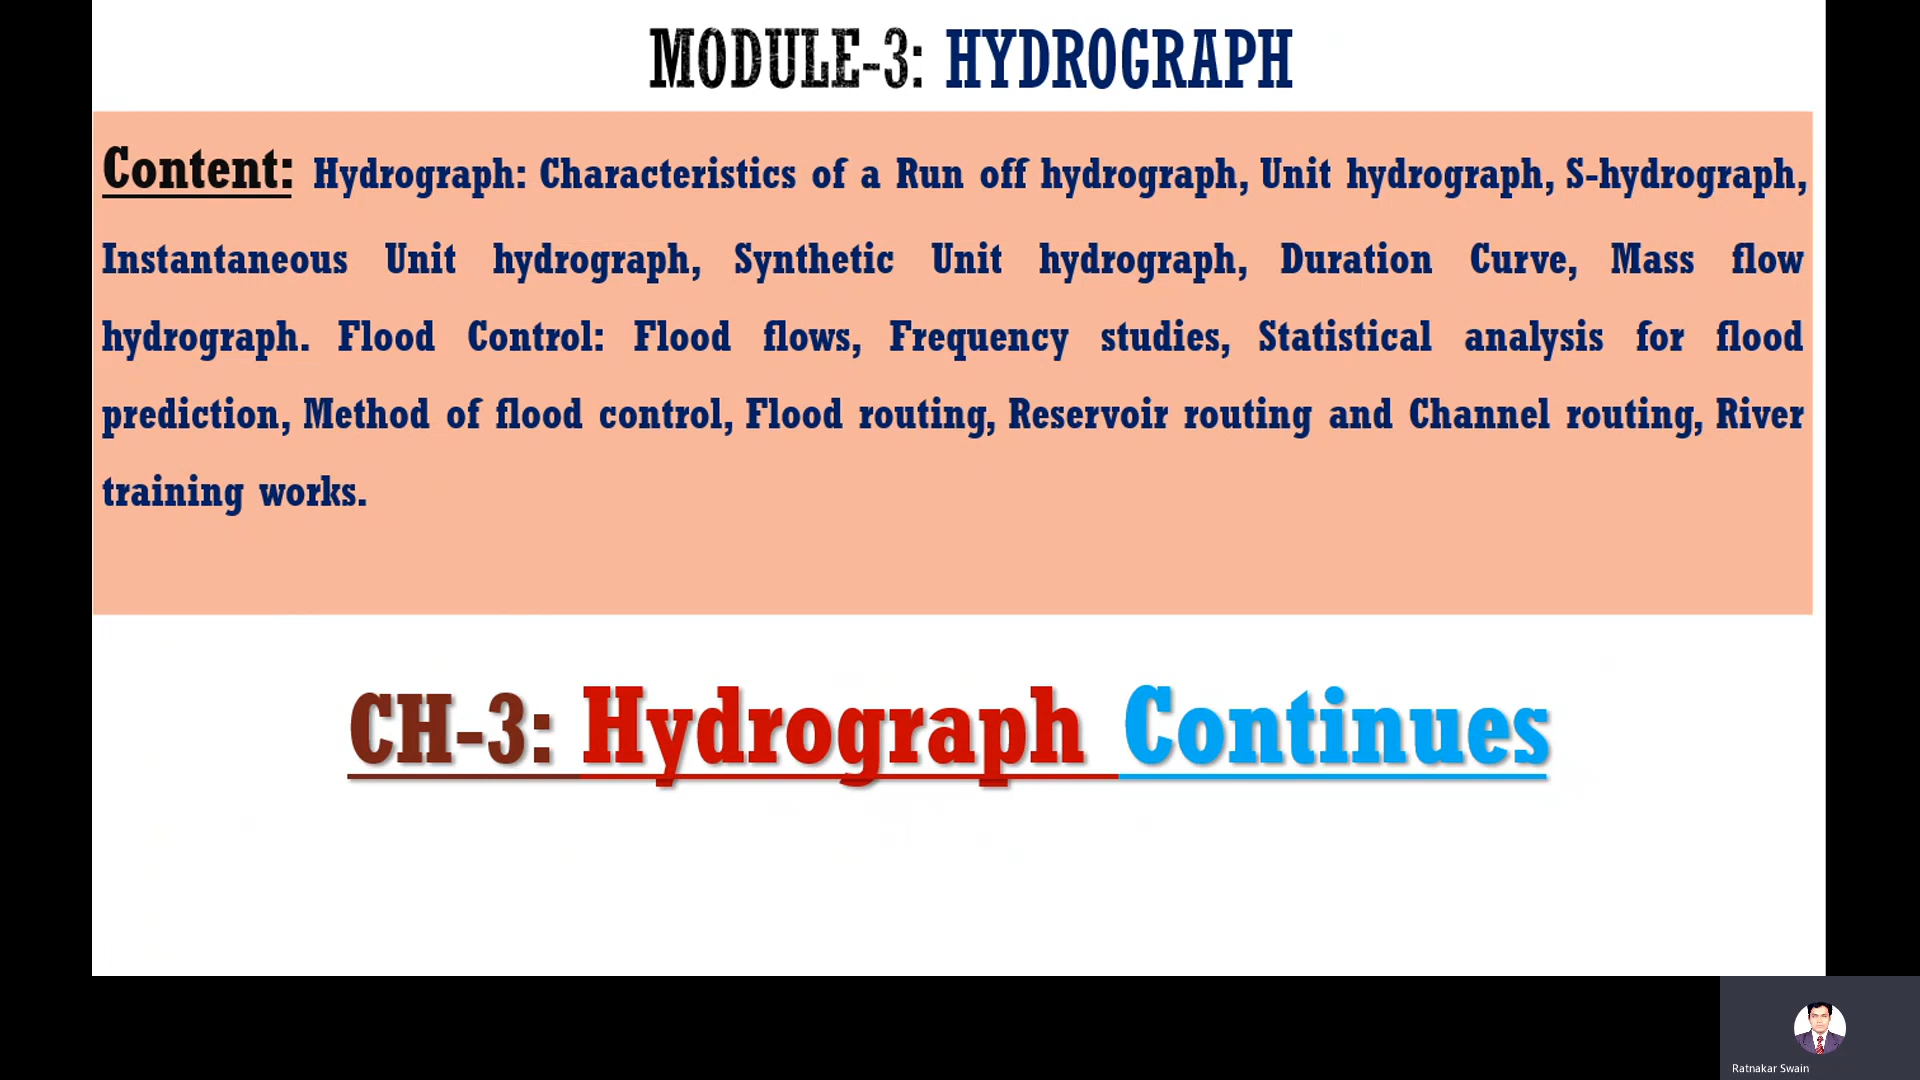 MODULE-3: HYDROGRAPH
Content: Hydrograph: Characteristics of a Run off hydrograph, Unit hydrograph, S-hydrograph,
Instantaneous Unit hydrograph, Synthetic Unit hydrograph, Duration Curve, Mass flow
hydrograph. Flood Control: Flood flows, Frequency studies, Statistical analysis for flood
prediction, Method of flood control, Flood routing, Reservoir routing and Channel routing, River
training works.
CH-3: Hydrograph Continues
Ratnakar Swain